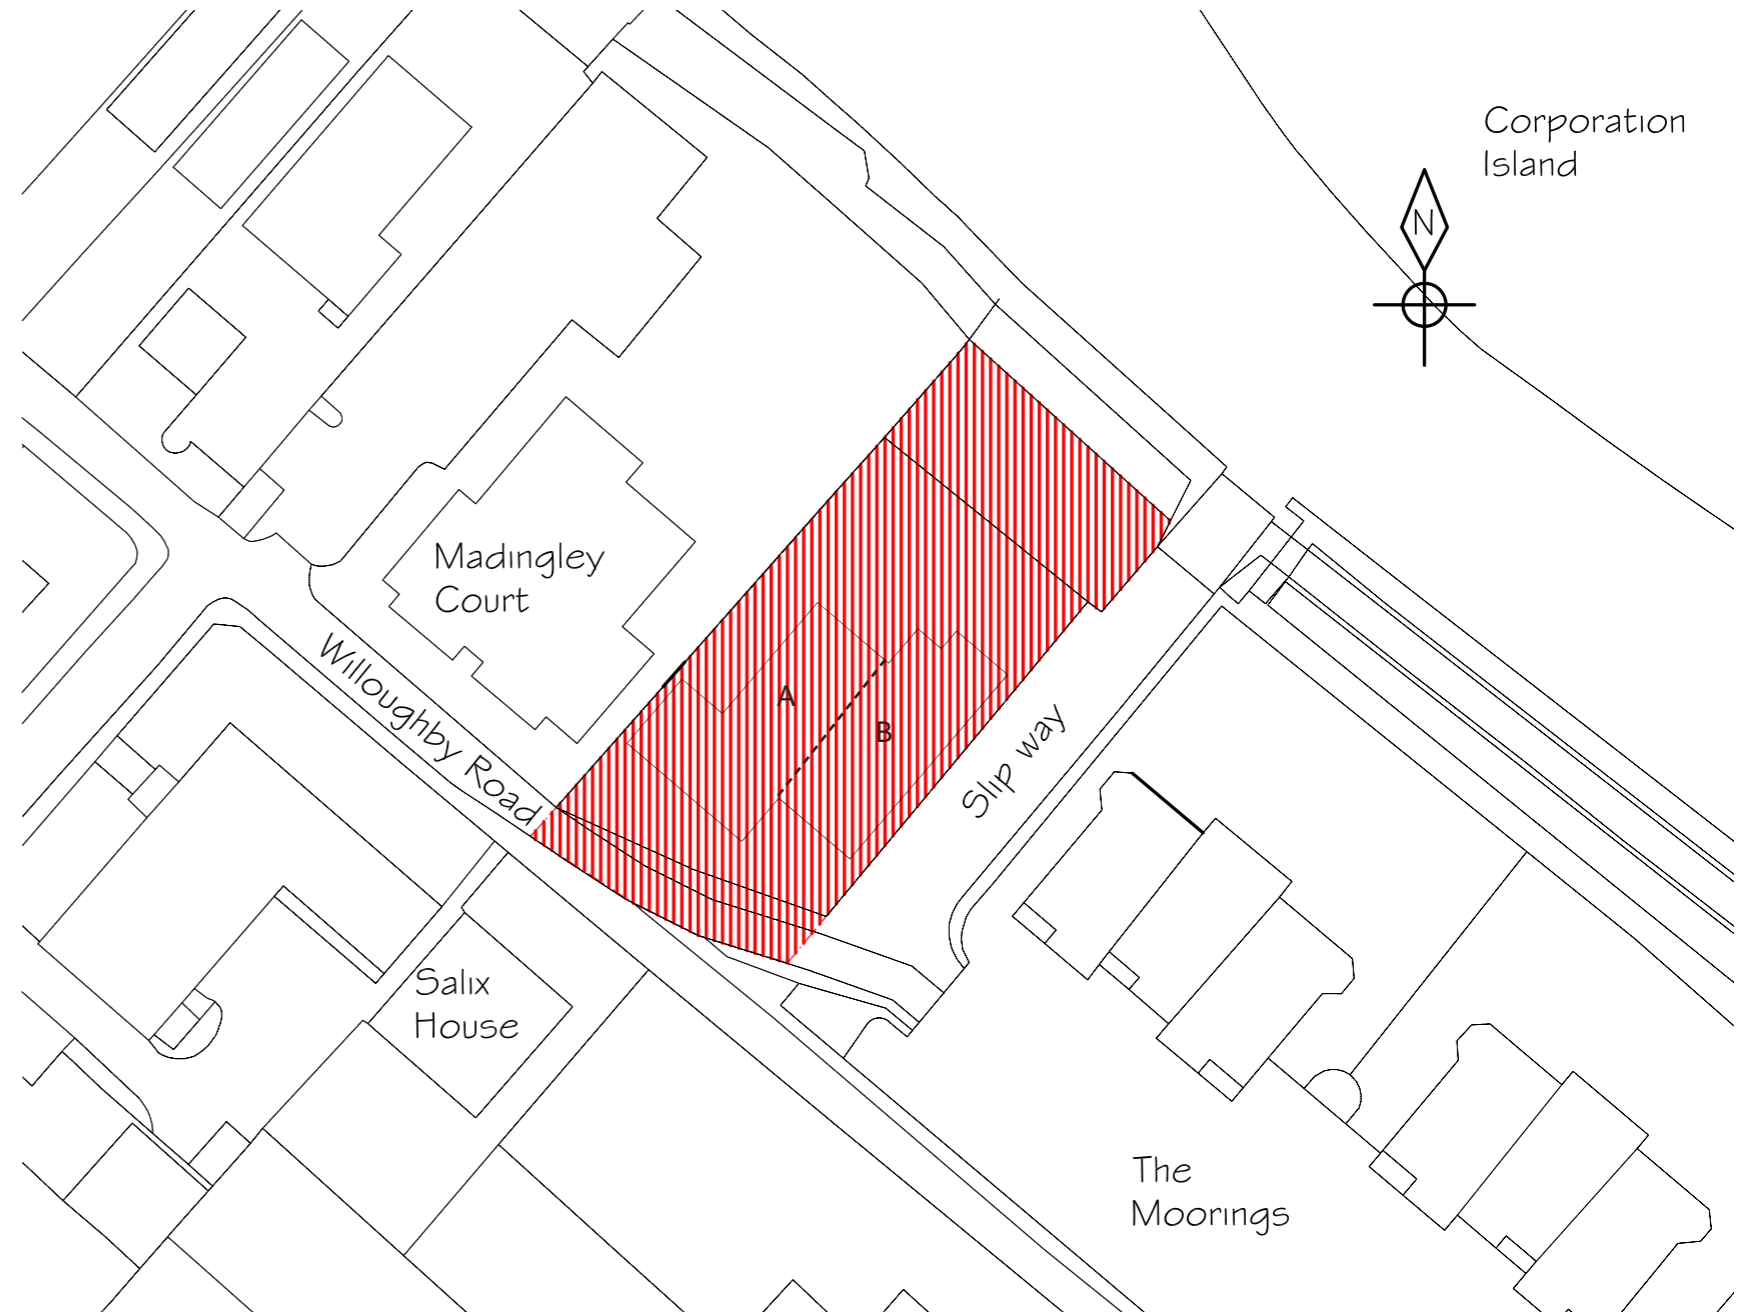 Corporation
Island
N
Madingley
Court
Willoughby Road
A
B
Slip way
Salix
House
The
Moorings